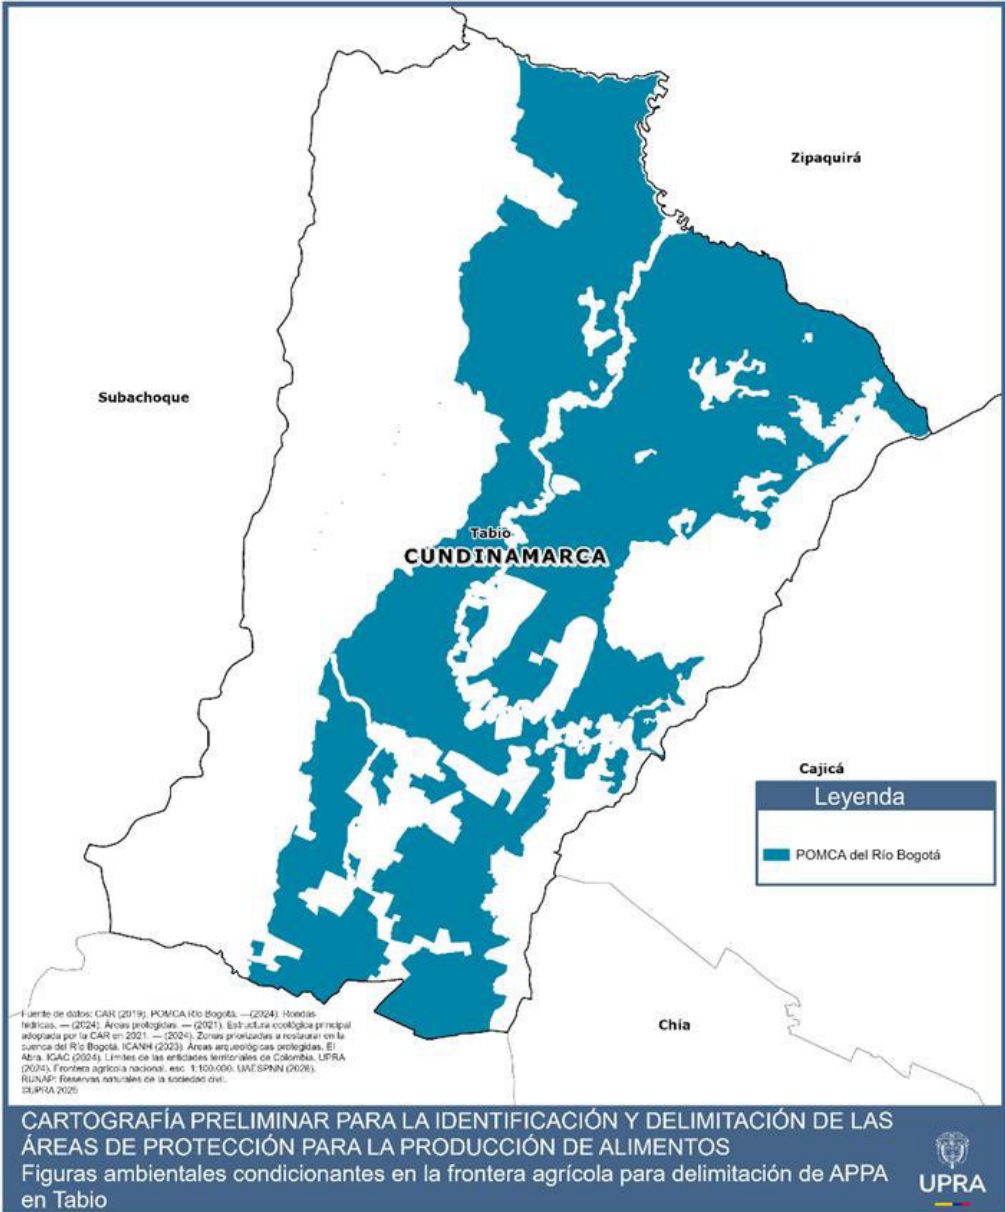 Zipaquirá
Subachoque
Tabio
CUNDINAMARCA
Cajicá
Leyenda
POMCA del Río Bogotá
Chía
Fuente de datos: CAR (2019). POMCA Río Bogotá. —(2024). Rondas
hídricas. — (2024). Áreas protegidas. — (2021). Estructura ecológica principal
adoptada por la CAR en 2021. — (2024). Zonas priorizadas a restaurar en la
cuenca del Río Bogotá. ICANH (2023). Áreas arqueológicas protegidas. El
Abra. IGAC (2024). Límites de las entidades territoriales de Colombia. UPRA
(2024). Frontera agrícola nacional, esc. 1:100.000. UAESPNN
RUNAP: Reservas naturales de la sociedad civil.
©UPRA 2025
CARTOGRAFÍA PRELIMINAR PARA LA IDENTIFICACIÓN Y DELIMITACIÓN DE LAS
ÁREAS DE PROTECCIÓN PARA LA PRODUCCIÓN DE ALIMENTOS
Figuras ambientales condicionantes en la frontera agrícola para delimitación de APPA
en Tabio
UPRA